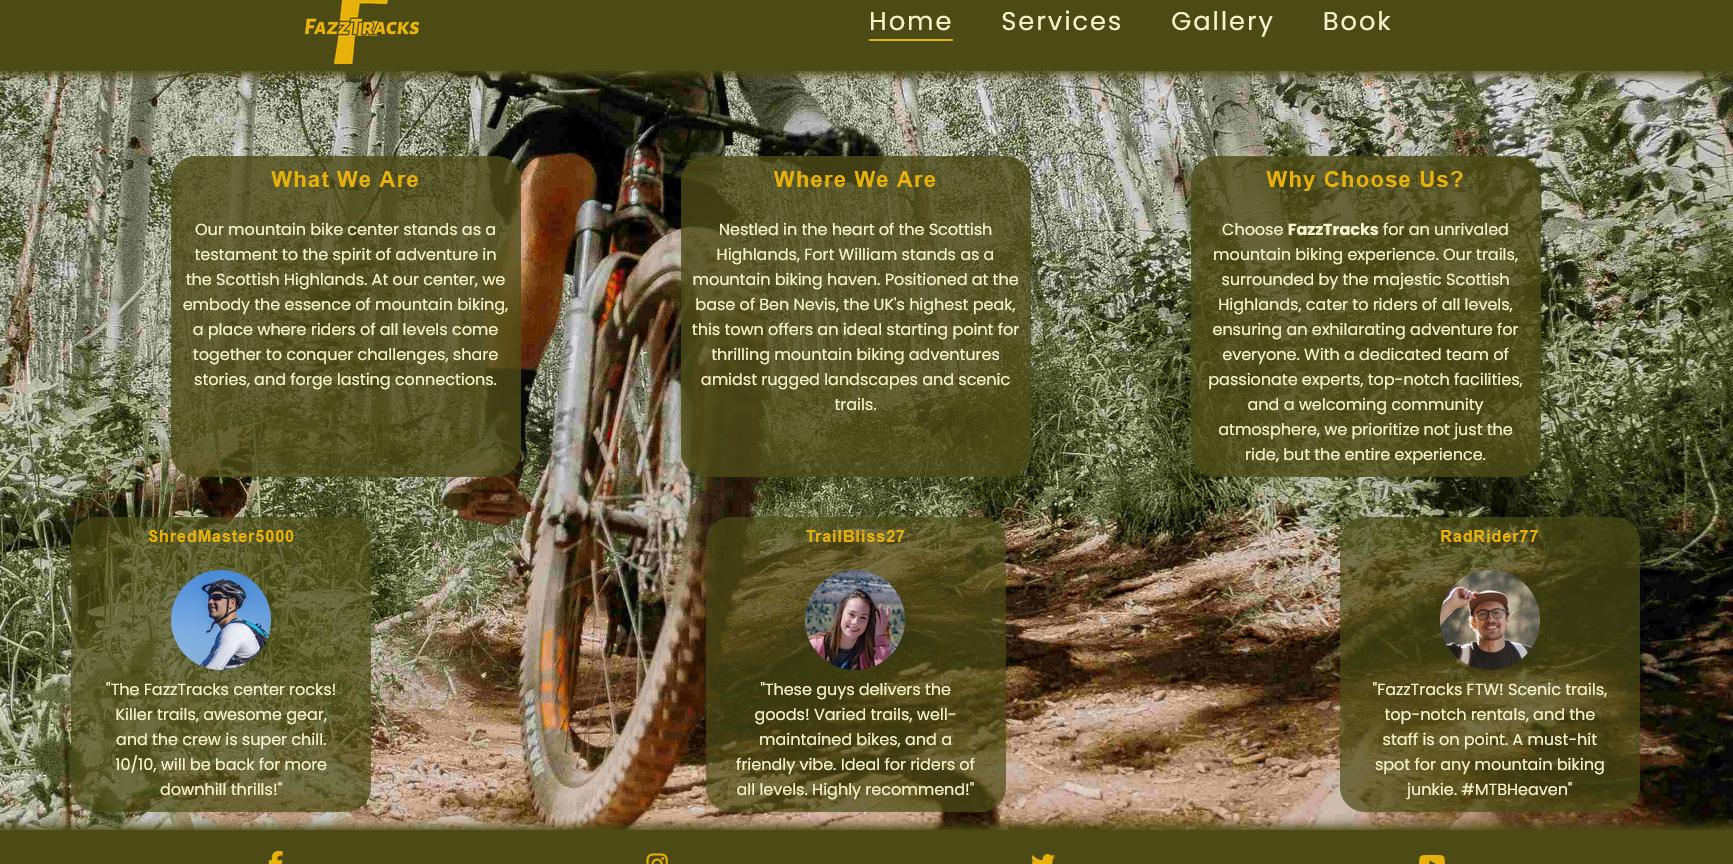 FAZZTRACKS
Home Services Gallery Book
What We Are
Our mountain bike center stands as a
testament to the spirit of adventure in
the Scottish Highlands. At our center, we
embody the essence of mountain biking,
a place where riders of all levels come
together to conquer challenges, share
stories, and forge lasting connections.
Where We Are
Nestled in the heart of the Scottish
Highlands, Fort William stands as a
mountain biking haven. Positioned at the
base of Ben Nevis, the UK's highest peak,
this town offers an ideal starting point for
thrilling mountain biking adventures
amidst rugged landscapes and scenic
trails.
Why Choose Us?
Choose FazzTracks for an unrivaled
mountain biking experience. Our trails,
surrounded by the majestic Scottish
Highlands, cater to riders of all levels,
ensuring an exhilarating adventure for
everyone. With a dedicated team of
passionate experts, top-notch facilities,
and a welcoming community
atmosphere, we prioritize not just the
ride, but the entire experience.
ShredMaster5000
"The FazzTracks center rocks!
Killer trails, awesome gear,
and the crew is super chill.
10/10, will be back for more
downhill thrills!"
TrailBliss27
"These guys delivers the
goods! Varied trails, well-
maintained bikes, and a
friendly vibe. Ideal for riders of
all levels. Highly recommend!"
RadRider77
"FazzTracks FTW! Scenic trails,
top-notch rentals, and the
staff is on point. A must-hit
spot for any mountain biking
junkie. #MTBHeaven"